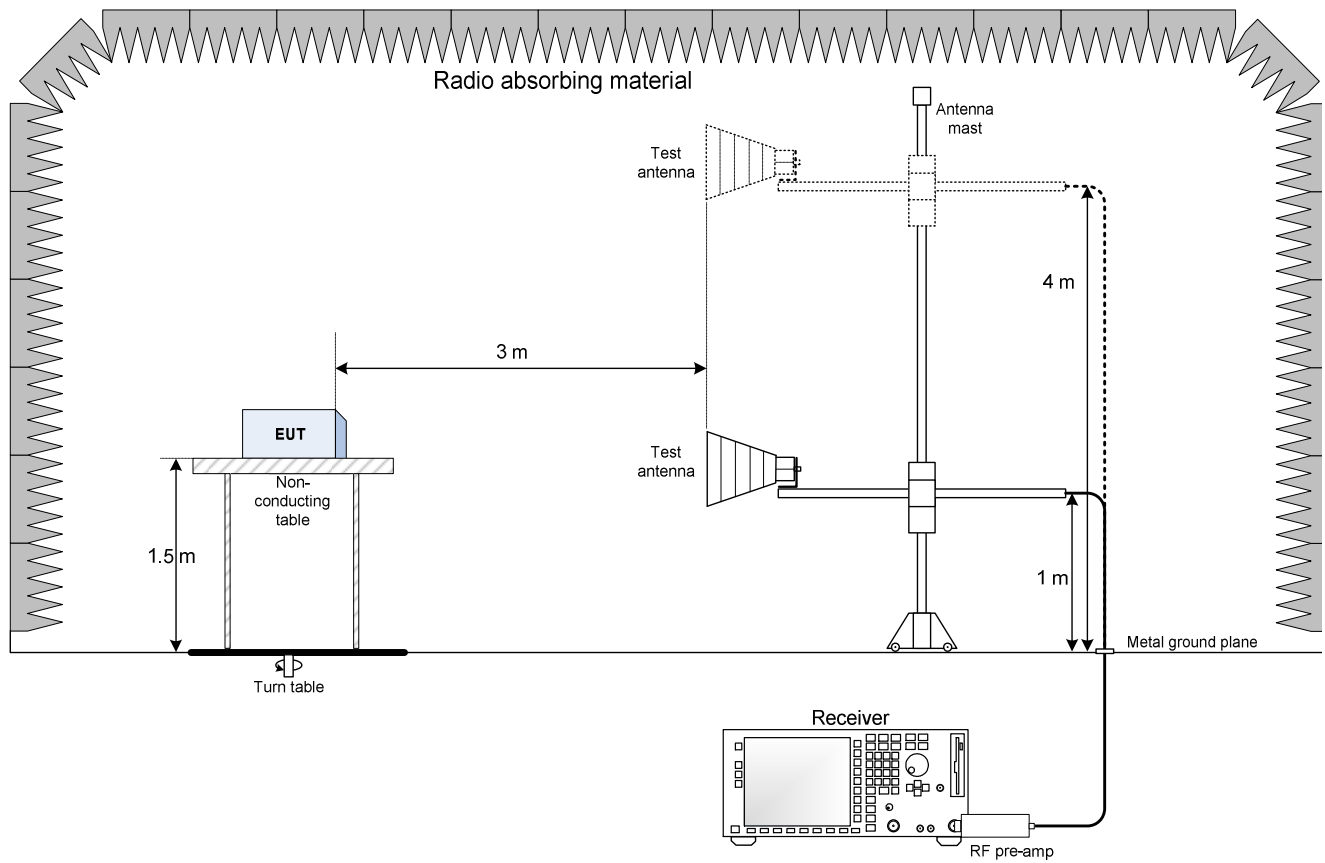 Radio absorbing material
Antenna
mast
Test
antenna
4 m
3 m
EUT
Test
antenna
Non-
conducting
table
1.5 m
1 m
Metal ground plane
Turn table
Receiver
RF pre-amp